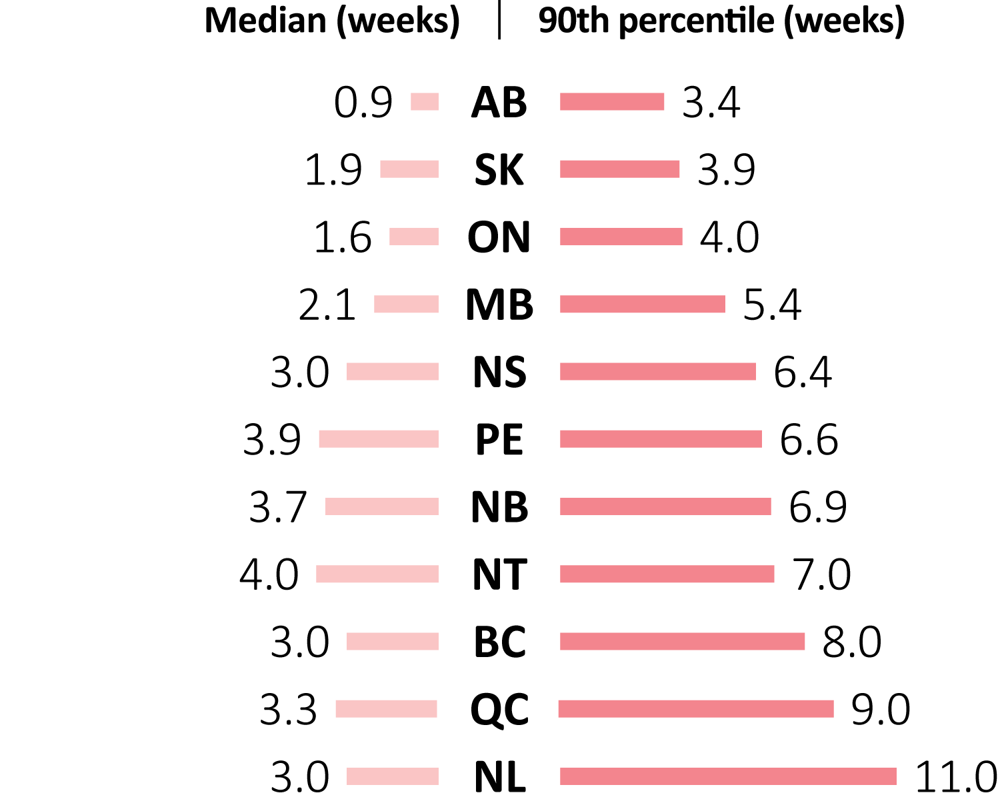 Median (weeks) | 90th percentile (weeks)
0.9 AB 3.4
1.9 SK 3.9
1.6 ON 4.0
2.1 MB 5.4
3.0 NS 6.4
3.9 PE 6.6
3.7 NB 6.9
4.0 NT 7.0
3.0 BC 8.0
3.3 QC 9.0
3.0 NL 11.0